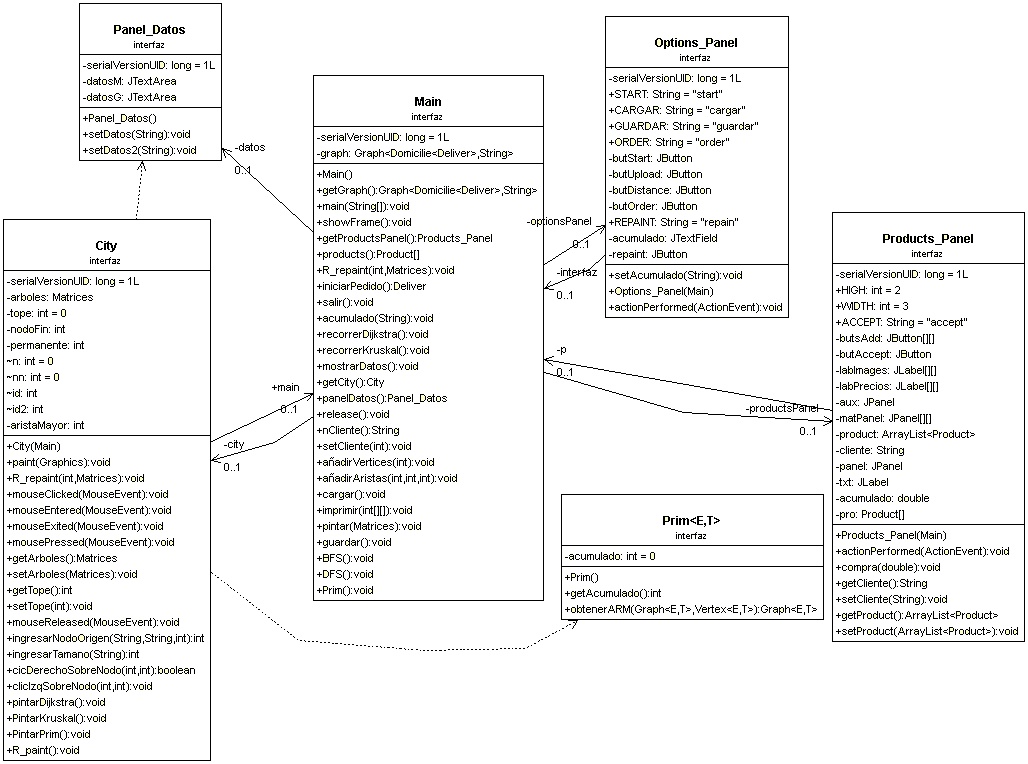 Panel_Datos
interfaz
-serialVersionUID: long = 1L
-datosM: JTextArea
-datosG: JTextArea
+Panel_Datos()
+setDatos(String):void
+setDatos2(String):void
Main
interfaz
-serialVersionUID: long = 1L
-graph: Graph<Domicilie<Deliver>,String>
+Main()
+getGraph():Graph<Domicilie<Deliver>,String>
+main(String[]):void
+showFrame():void
+getProductsPanel():Products_Panel
+products():Product[]
+R_repaint(int,Matrices):void
+iniciarPedido():Deliver
+salir():void
+acumulado(String):void
+recorrerDijkstra():void
+recorrerKruskal():void
+mostrarDatos():void
+getCity():City
+panelDatos():Panel_Datos
+release():void
+nCliente():String
+setCliente(int):void
+añadirVertices(int):void
+añadirAristas(int,int,int):void
+cargar():void
+imprimir(int[][]):void
+pintar(Matrices):void
+guardar():void
+BFS():void
+DFS():void
+Prim():void
Options_Panel
interfaz
-serialVersionUID: long = 1L
+START: String = "start"
+CARGAR: String = "cargar"
+GUARDAR: String = "guardar"
+ORDER: String = "order"
-butStart: JButton
-butUpload: JButton
-butDistance: JButton
-butOrder: JButton
+REPAINT: String = "repain"
-acumulado: JTextField
-repaint: JButton
+setAcumulado(String):void
+Options_Panel(Main)
+actionPerformed(ActionEvent):void
Products_Panel
interfaz
-serialVersionUID: long = 1L
+HIGH: int = 2
+WIDTH: int = 3
+ACCEPT: String = "accept"
-butsAdd: JButton[][]
-butAccept: JButton
-labImages: JLabel[][]
-labPrecios: JLabel[][]
-aux: JPanel
-matPanel: JPanel[][]
-product: ArrayList<Product>
-cliente: String
-panel: JPanel
-txt: JLabel
-acumulado: double
-pro: Product[]
+Products_Panel(Main)
+actionPerformed(ActionEvent):void
+compra(double):void
+getCliente():String
+setCliente(String):void
+getProduct():ArrayList<Product>
+setProduct(ArrayList<Product>):void
City
interfaz
-serialVersionUID: long = 1L
-arboles: Matrices
-tope: int = 0
-nodoFin: int
-permanente: int
~n: int = 0
~nn: int = 0
~id: int
~id2: int
-aristaMayor: int
+City(Main)
+paint(Graphics):void
+R_repaint(int,Matrices):void
+mouseClicked(MouseEvent):void
+mouseEntered(MouseEvent):void
+mouseExited(MouseEvent):void
+mousePressed(MouseEvent):void
+getArboles():Matrices
+setArboles(Matrices):void
+getTope():int
+setTope(int):void
+mouseReleased(MouseEvent):void
+ingresarNodoOrigen(String,String,int):int
+ingresarTamano(String):int
+cicDerechoSobreNodo(int,int):boolean
+clicIzqSobreNodo(int,int):void
+pintarDijkstra():void
+PintarKruskal():void
+PintarPrim():void
+R_paint():void
Prim<E,T>
interfaz
-acumulado: int = 0
+Prim()
+getAcumulado():int
+obtenerARM(Graph<E,T>,Vertex<E,T>):Graph<E,T>
-datos
0..1
-optionsPanel
0..1
-interfaz
0..1
-p
0..1
-productsPanel
0..1
+main
0..1
-city
0..1